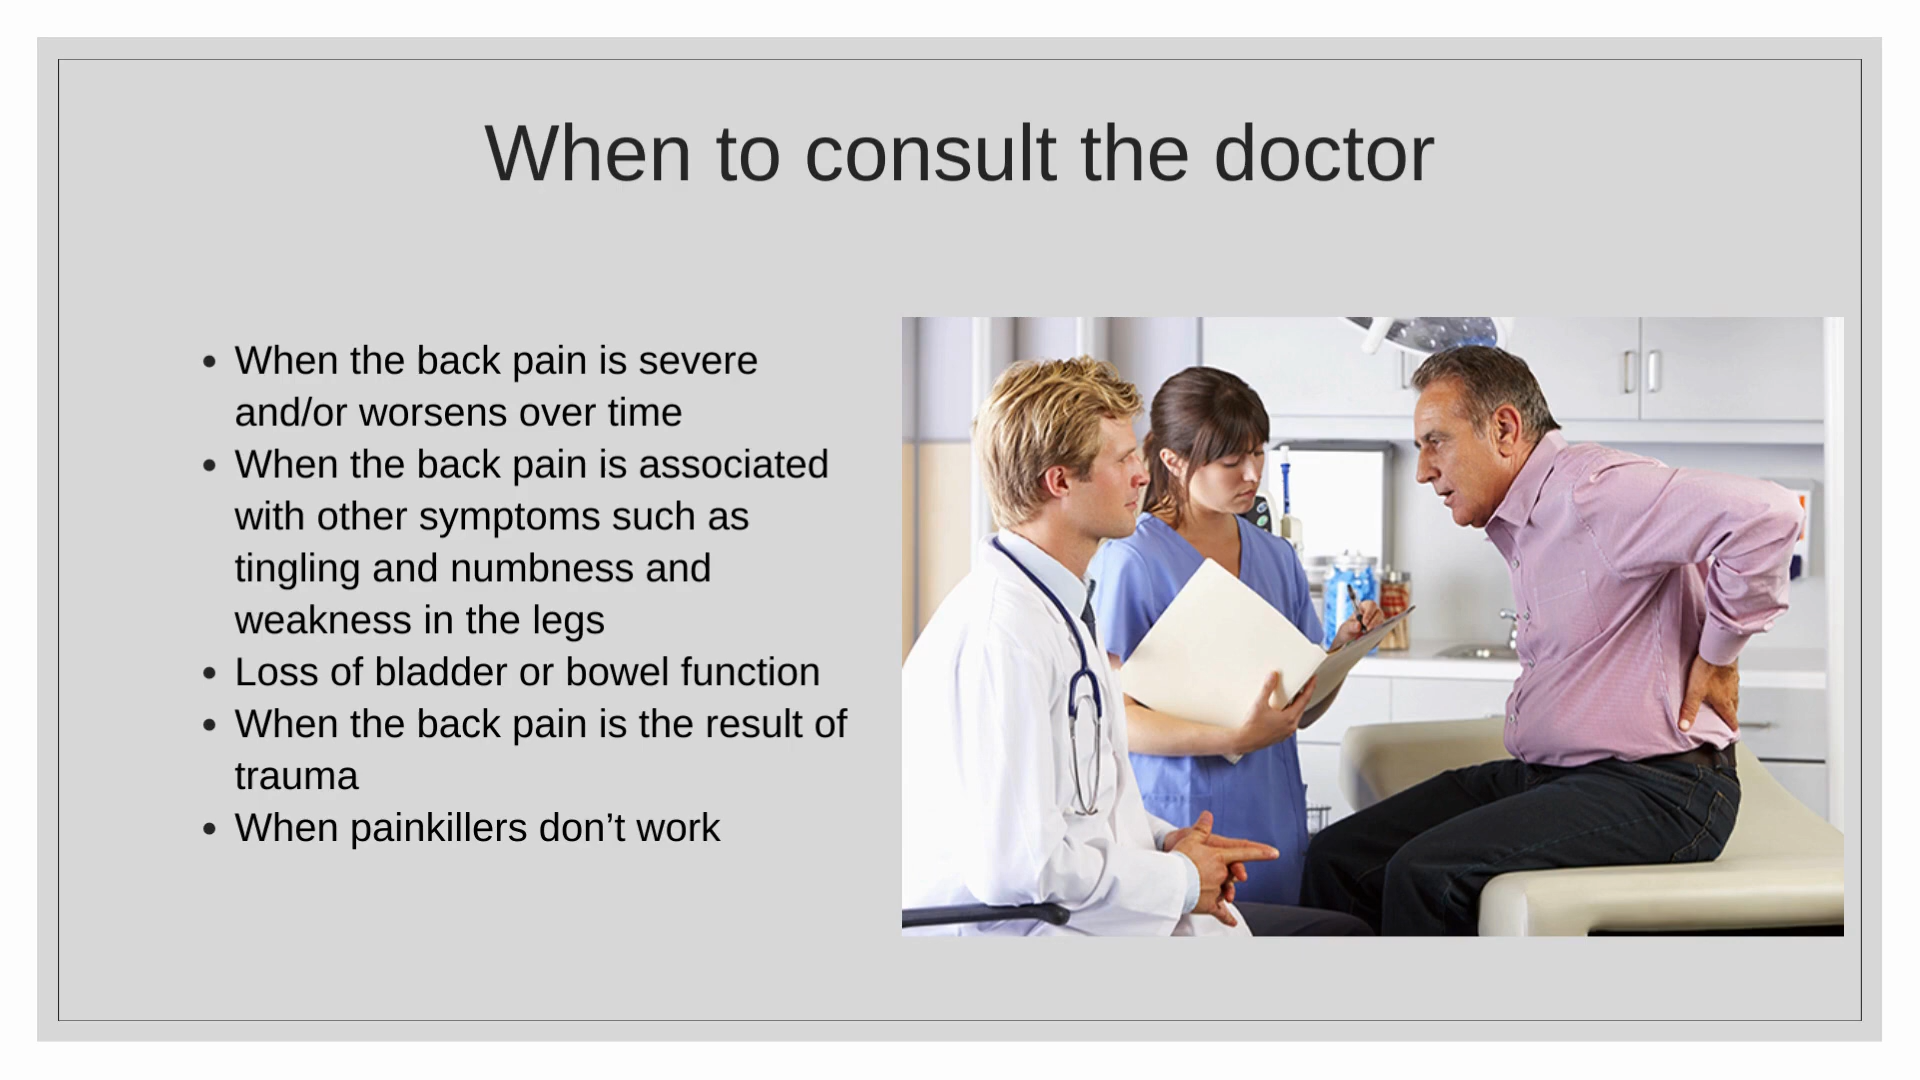 When to consult the doctor
• When the back pain is severe
and/or worsens over time
• When the back pain is associated
with other symptoms such as
tingling and numbness and
weakness in the legs
• Loss of bladder or bowel function
• When the back pain is the result of
trauma
• When painkillers don’t work